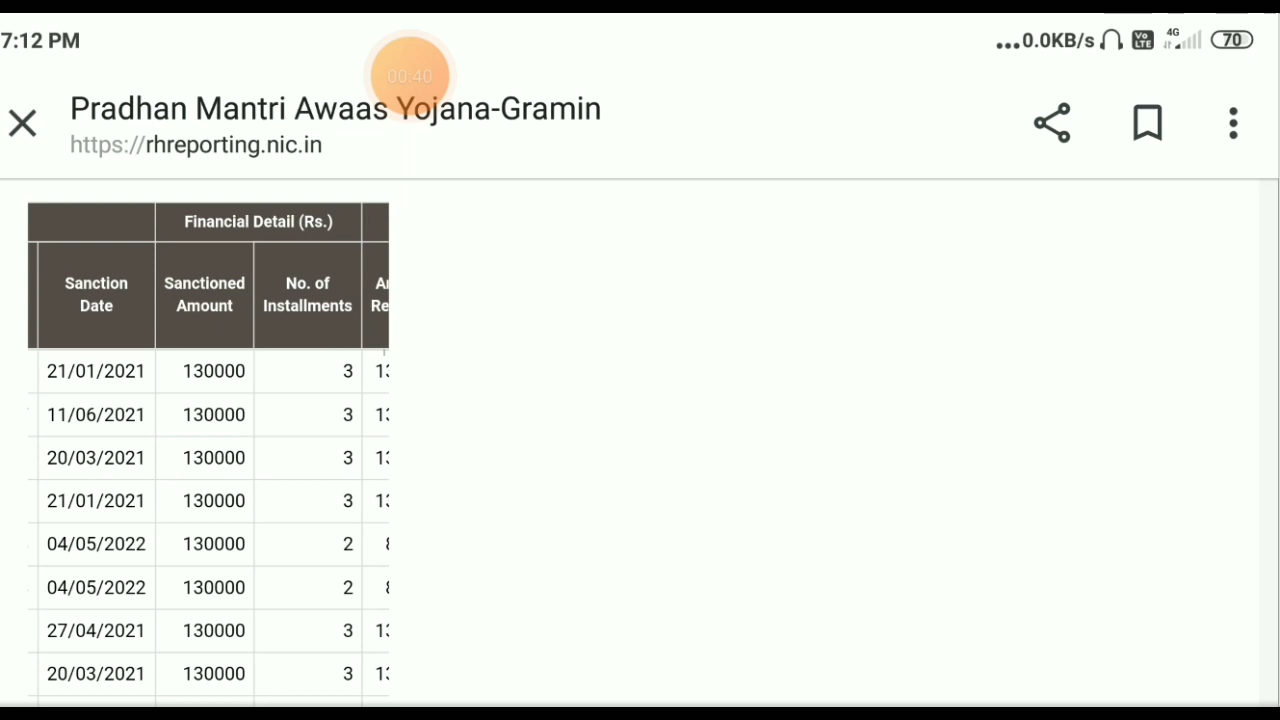 7:12 PM
...0.0KB/s Vo LTE 4G 70
00:40
Pradhan Mantri Awaas Yojana-Gramin
https://rhreporting.nic.in
Financial Detail (Rs.)
Sanction Date Sanctioned Amount No. of Installments
21/01/2021 130000 3
11/06/2021 130000 3
20/03/2021 130000 3
21/01/2021 130000 3
04/05/2022 130000 2
04/05/2022 130000 2
27/04/2021 130000 3
20/03/2021 130000 3